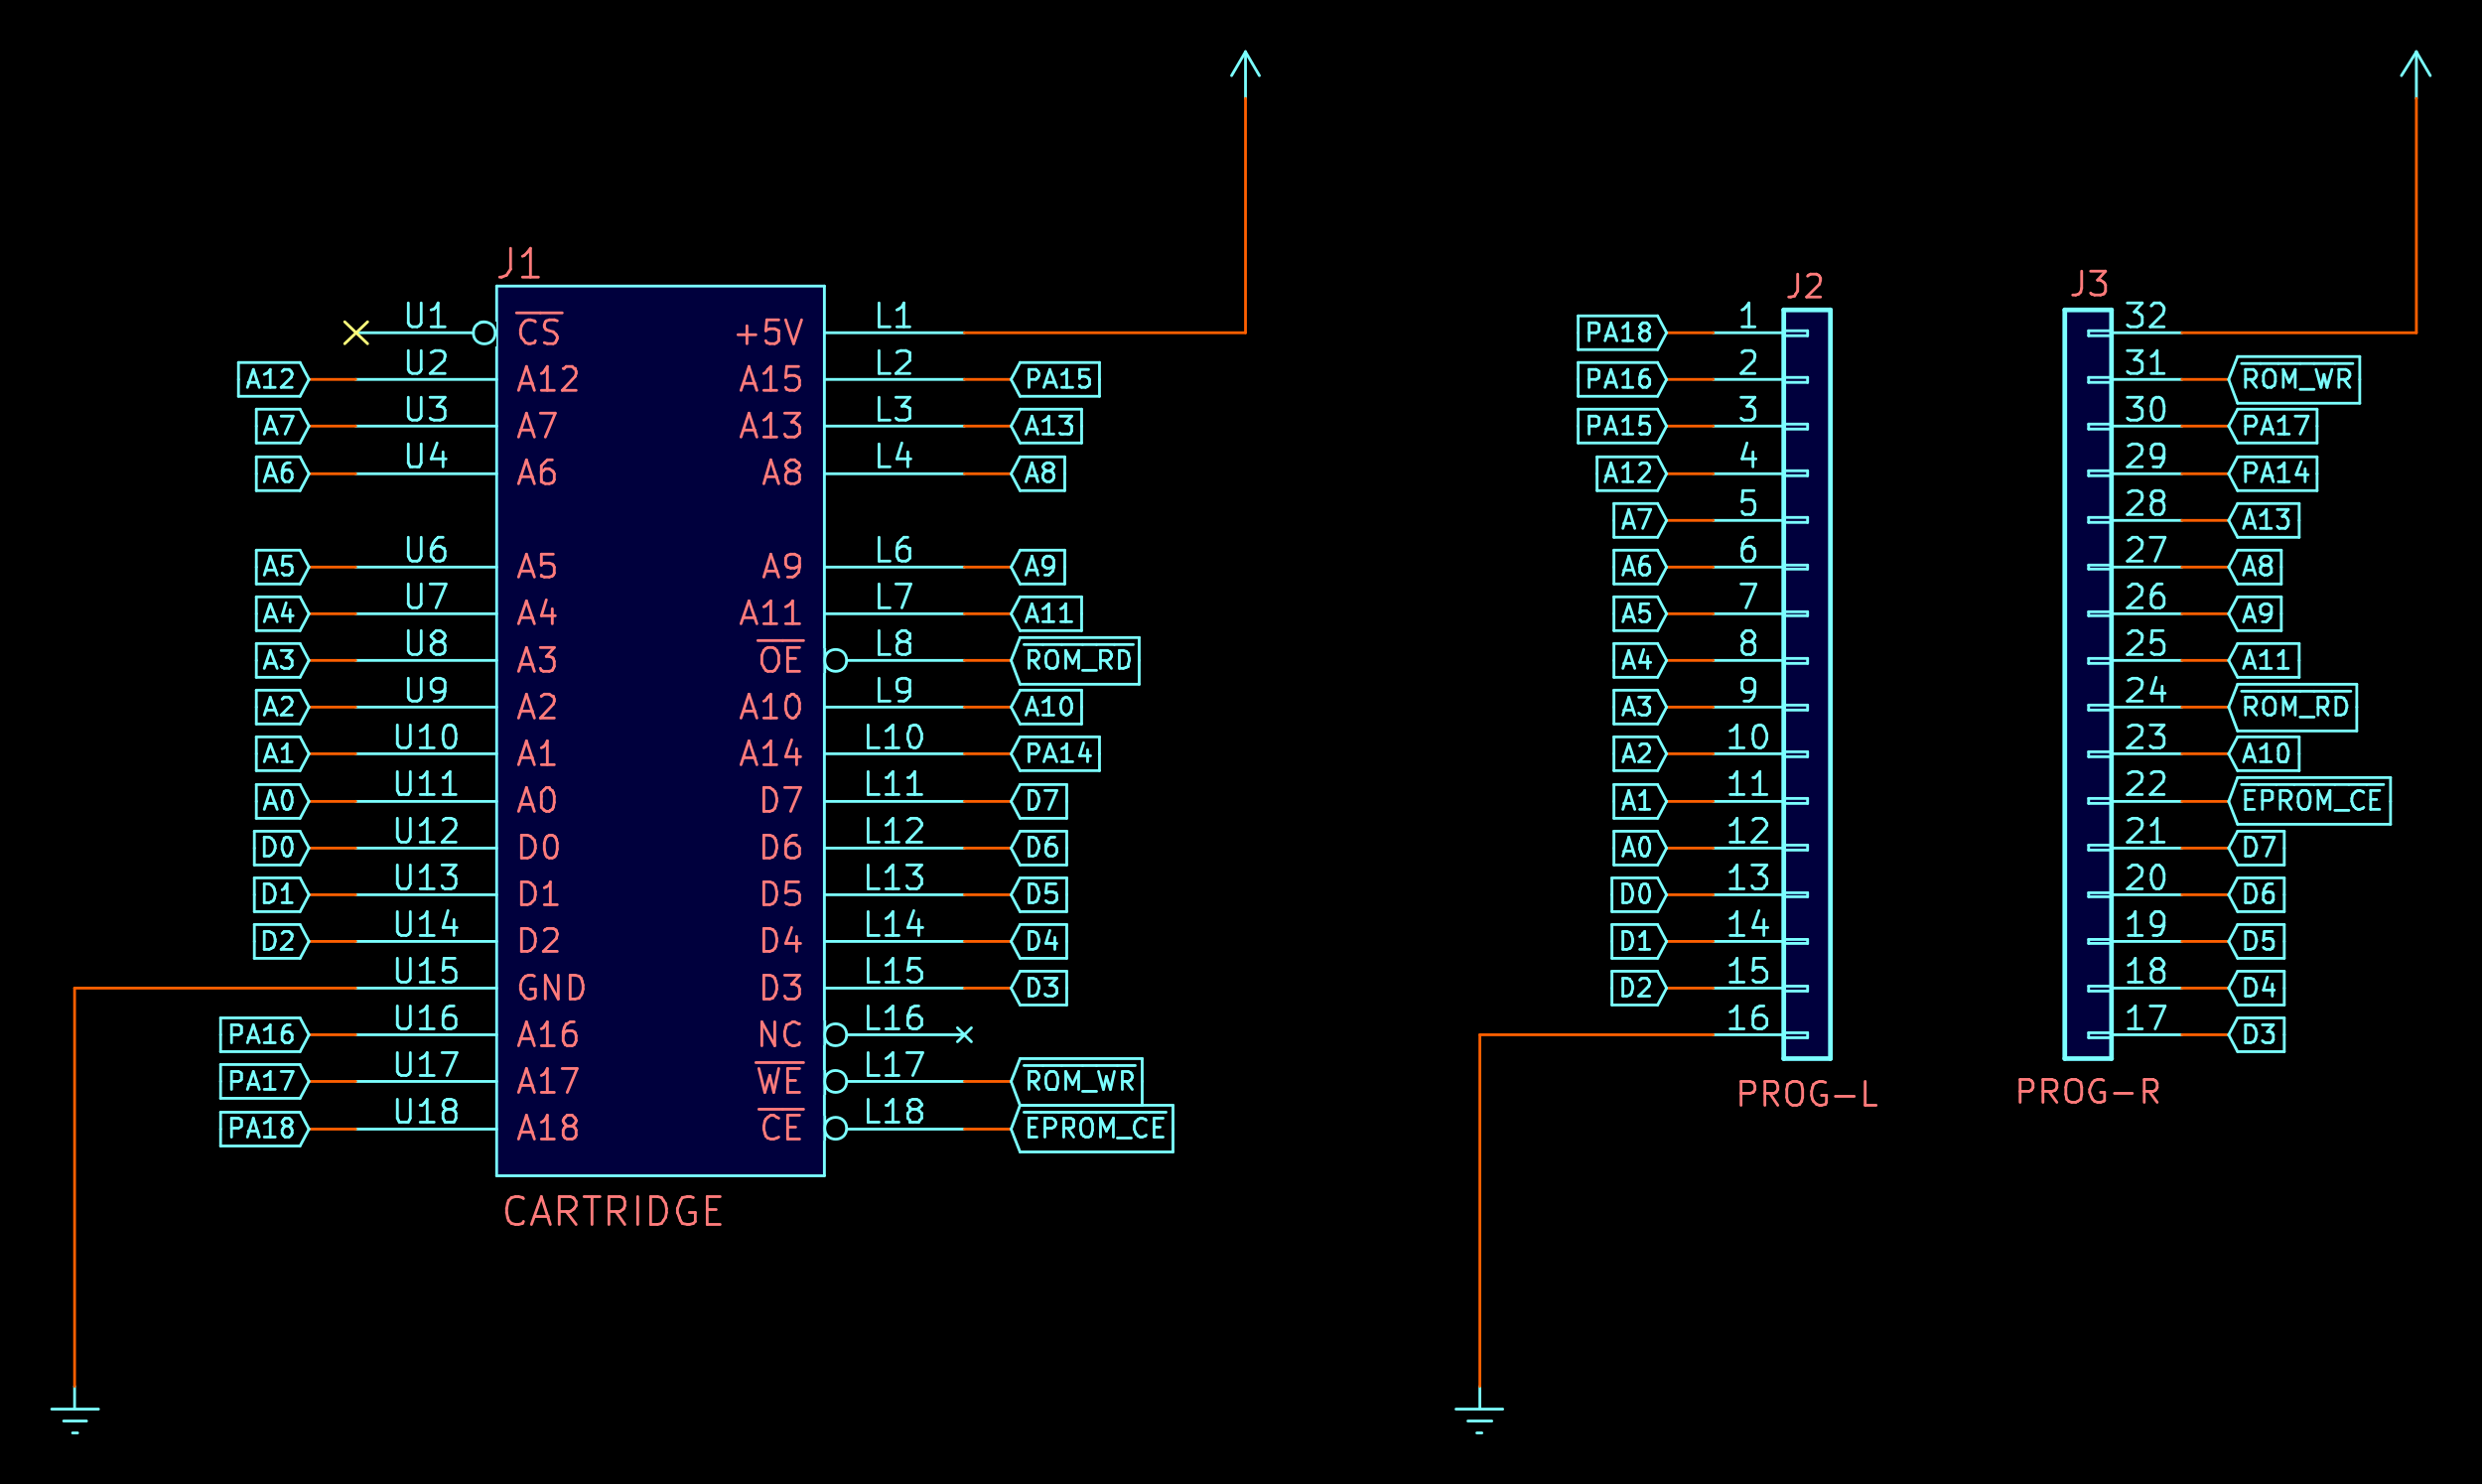 J1
U1 CS +5V L1
A12 U2 A12 A15 L2 PA15
A7 U3 A7 A13 L3 A13
A6 U4 A6 A8 L4 A8
A5 U6 A5 A9 L6 A9
A4 U7 A4 A11 L7 A11
A3 U8 A3 OE L8 ROM_RD
A2 U9 A2 A10 L9 A10
A1 U10 A1 A14 L10 PA14
A0 U11 A0 D7 L11 D7
D0 U12 D0 D6 L12 D6
D1 U13 D1 D5 L13 D5
D2 U14 D2 D4 L14 D4
U15 GND D3 L15 D3
PA16 U16 A16 NC L16
PA17 U17 A17 WE L17 ROM_WR
PA18 U18 A18 CE L18 EPROM_CE
CARTRIDGE
J2
PA18 1
PA16 2
PA15 3
A12 4
A7 5
A6 6
A5 7
A4 8
A3 9
A2 10
A1 11
A0 12
D0 13
D1 14
D2 15
16
PROG-L
J3
32
31 ROM_WR
30 PA17
29 PA14
28 A13
27 A8
26 A9
25 A11
24 ROM_RD
23 A10
22 EPROM_CE
21 D7
20 D6
19 D5
18 D4
17 D3
PROG-R